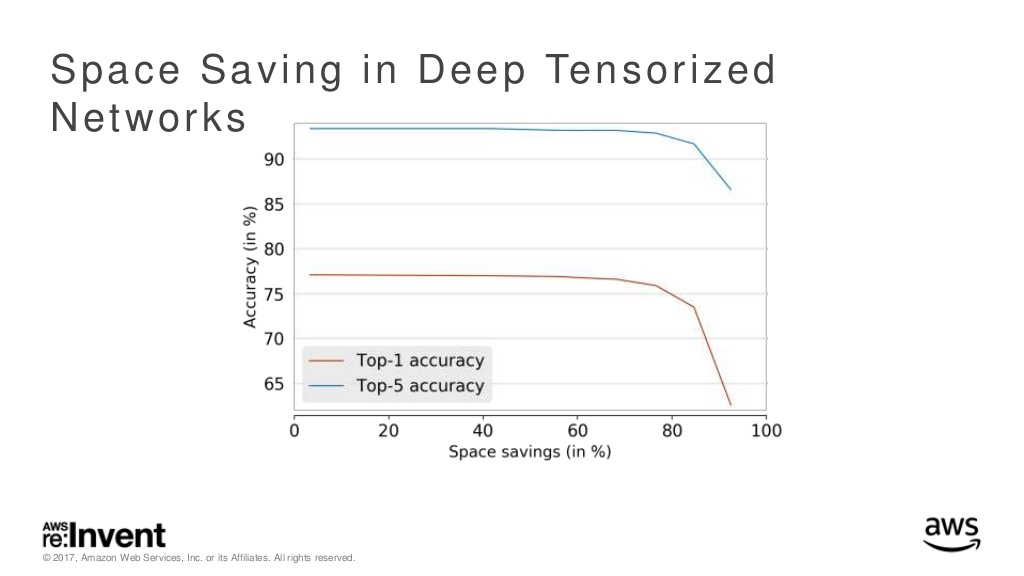 Space Saving in Deep Tensorized
Networks
90
85
80
75
70
65
Accuracy (in %)
Top-1 accuracy
Top-5 accuracy
0 20 40 60 80 100
Space savings (in %)
AWS
re:Invent
© 2017, Amazon Web Services, Inc. or its Affiliates. All rights reserved.
aws